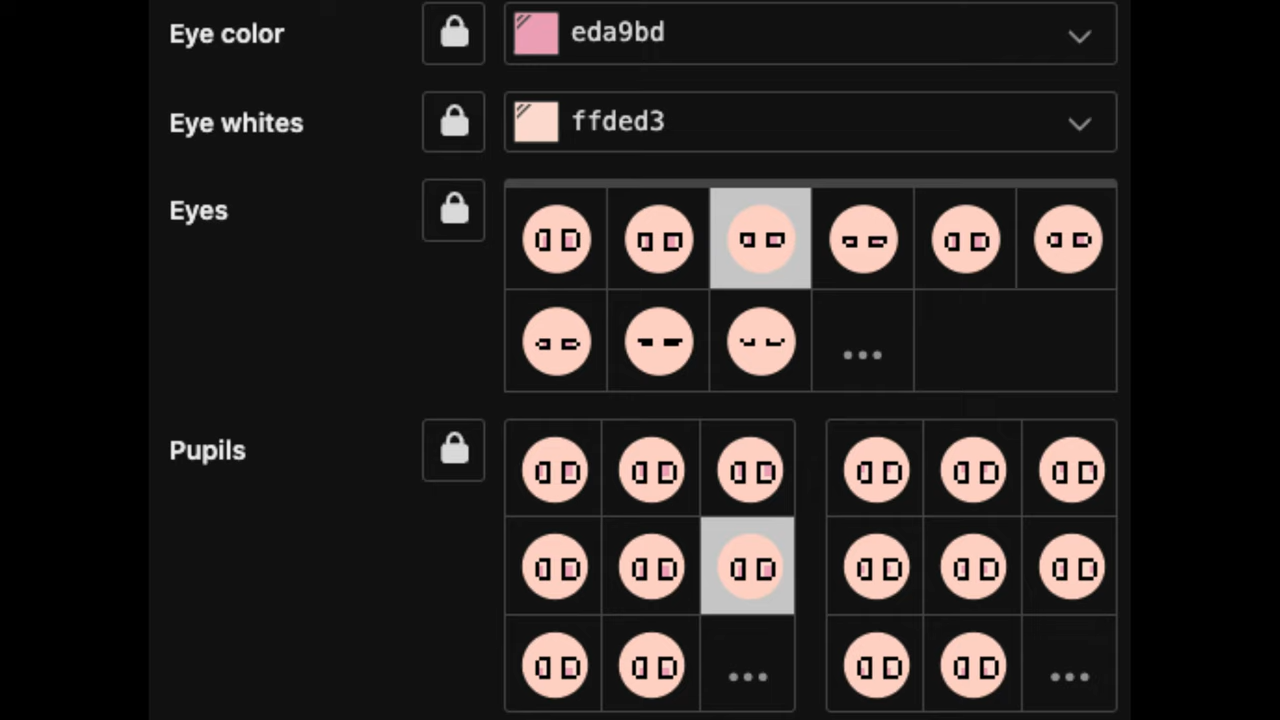 Eye color
eda9bd
Eye whites
ffded3
Eyes
...
Pupils
...
...